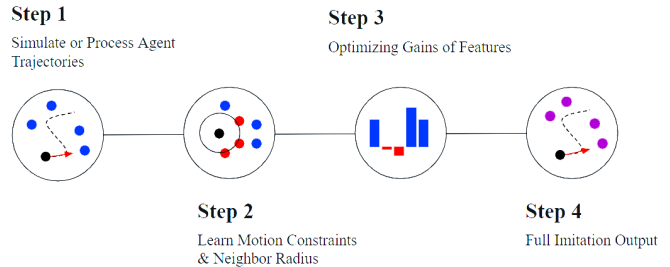 Step 1
Simulate or Process Agent
Trajectories
Step 2
Learn Motion Constraints
& Neighbor Radius
Step 3
Optimizing Gains of Features
Step 4
Full Imitation Output